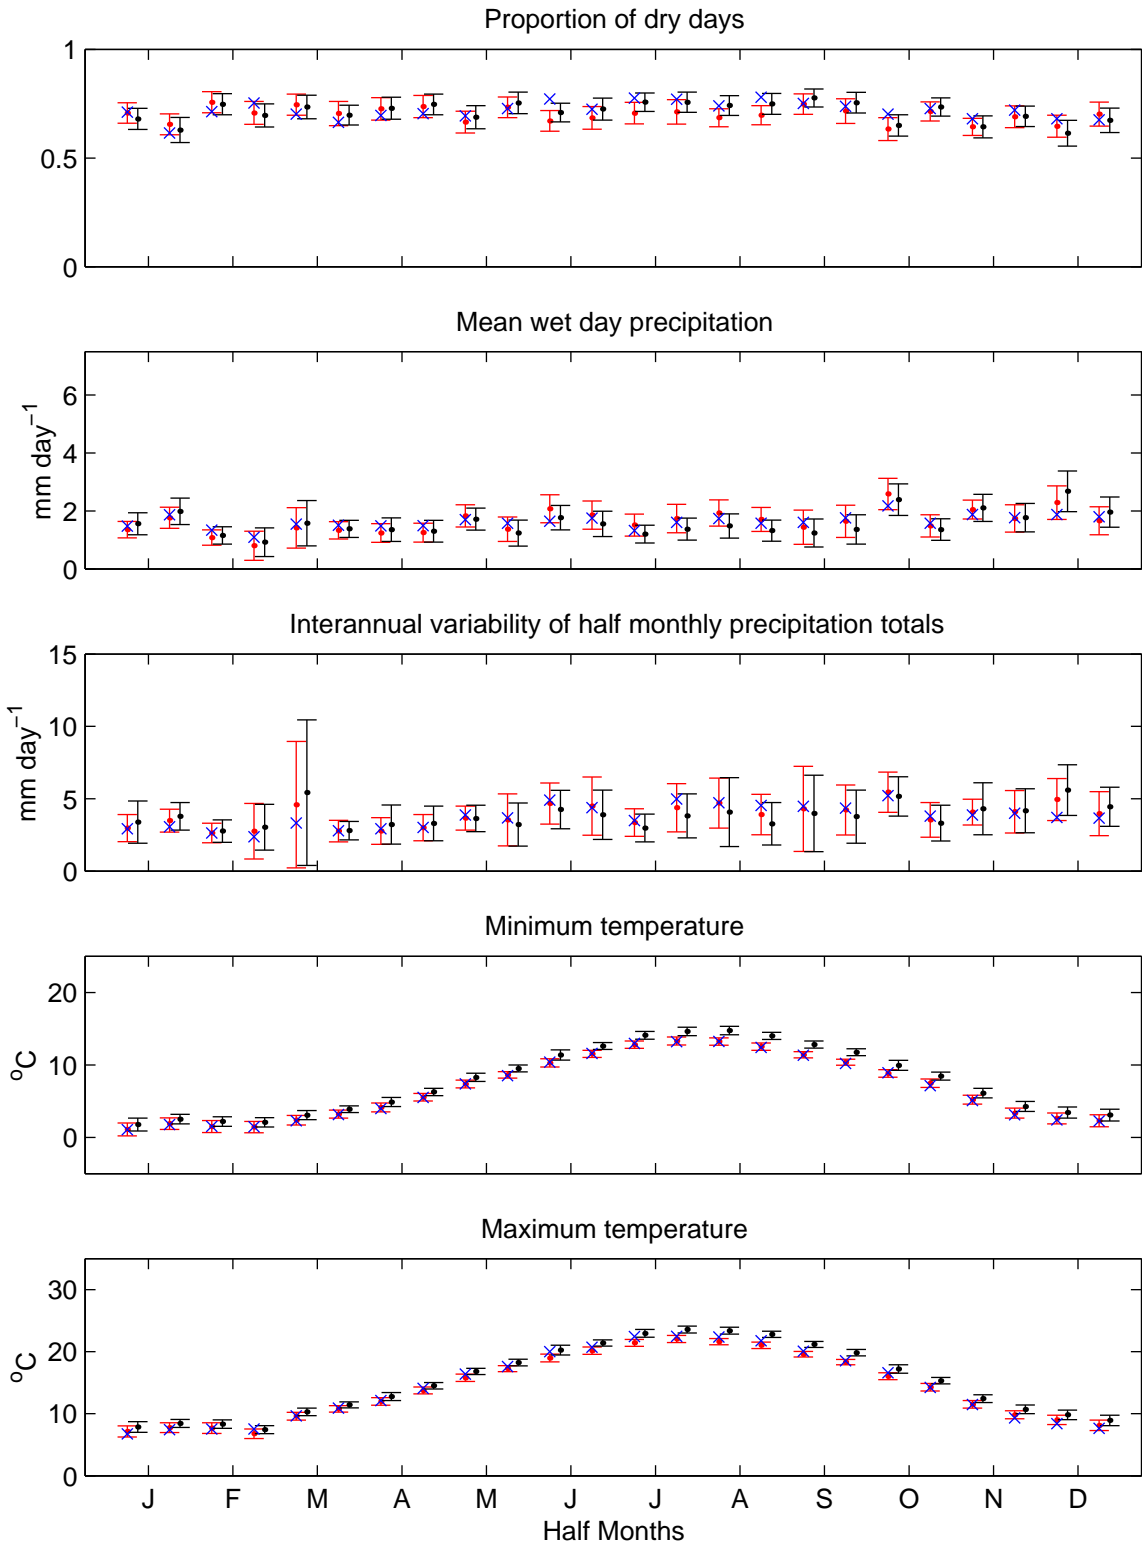 Proportion of dry days
1
0.5
0
Mean wet day precipitation
6
4
2
0
mm day⁻¹
Interannual variability of half monthly precipitation totals
15
10
5
0
mm day⁻¹
Minimum temperature
20
10
0
ºC
Maximum temperature
30
20
10
0
ºC
J F M A M J J A S O N D
Half Months